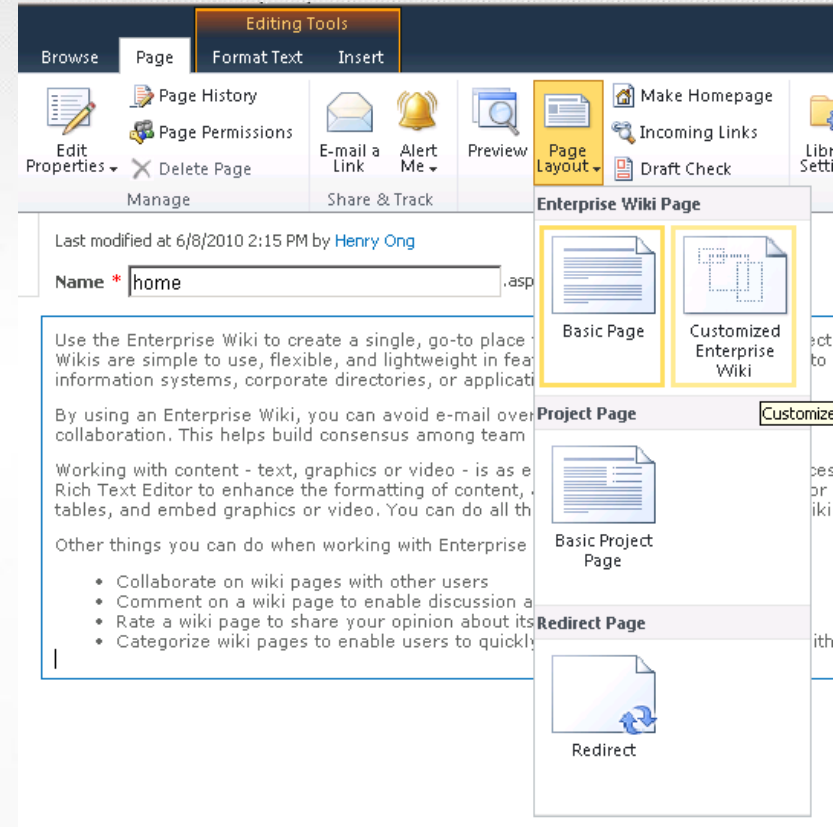 Editing Tools
Browse Page Format Text Insert
Edit Properties
Page History
Page Permissions
Delete Page
Manage
E-mail a Link
Alert Me
Share & Track
Preview
Page Layout
Make Homepage
Incoming Links
Draft Check
Last modified at 6/8/2010 2:15 PM by Henry Ong
Name * home .asp
Use the Enterprise Wiki to create a single, go-to place
Wikis are simple to use, flexible, and lightweight in fea to
information systems, corporate directories, or applicati
By using an Enterprise Wiki, you can avoid e-mail over
collaboration. This helps build consensus among team
Working with content - text, graphics or video - is as e
Rich Text Editor to enhance the formatting of content, or
tables, and embed graphics or video. You can do all th iki
Other things you can do when working with Enterprise
• Collaborate on wiki pages with other users
• Comment on a wiki page to enable discussion a
• Rate a wiki page to share your opinion about its
• Categorize wiki pages to enable users to quickly ith
Enterprise Wiki Page
Basic Page
Customized Enterprise Wiki
Customize
Project Page
Basic Project Page
Redirect Page
Redirect